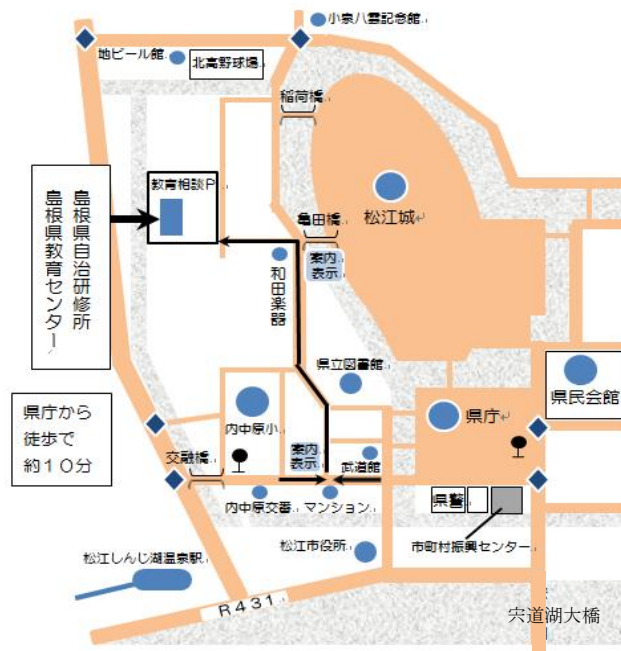 小泉八雲記念館
地ビール館
北高野球場
稲荷橋
教育相談P
松江城
島根県自治研修所
島根県教育センター
亀田橋
案内
表示
和田楽器
県立図書館
県民会館
県庁から
徒歩で
約１０分
内中原小
県庁
交融橋
案内
表示
武道館
内中原交番
マンション
県警
松江市役所
市町村振興センター
松江しんじ湖温泉駅
R４３１
宍道湖大橋